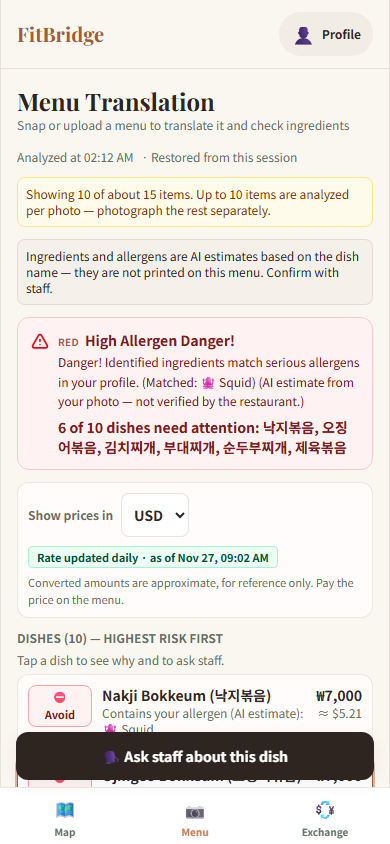 FitBridge
Profile
Menu Translation
Snap or upload a menu to translate it and check ingredients
Analyzed at 02:12 AM · Restored from this session
Showing 10 of about 15 items. Up to 10 items are analyzed
per photo — photograph the rest separately.
Ingredients and allergens are AI estimates based on the dish
name — they are not printed on this menu. Confirm with
staff.
RED High Allergen Danger!
Danger! Identified ingredients match serious allergens
in your profile. (Matched: 🦑 Squid) (AI estimate from
your photo — not verified by the restaurant.)
6 of 10 dishes need attention: 낙지볶음, 오징
어볶음, 김치찌개, 부대찌개, 순두부찌개, 제육볶음
Show prices in USD
Rate updated daily · as of Nov 27, 09:02 AM
Converted amounts are approximate, for reference only. Pay the
price on the menu.
DISHES (10) — HIGHEST RISK FIRST
Tap a dish to see why and to ask staff.
Avoid
Nakji Bokkeum (낙지볶음) ₩7,000
Contains your allergen (AI estimate): ≈ $5.21
🦑 Squid
Ask staff about this dish
Map
Menu
Exchange